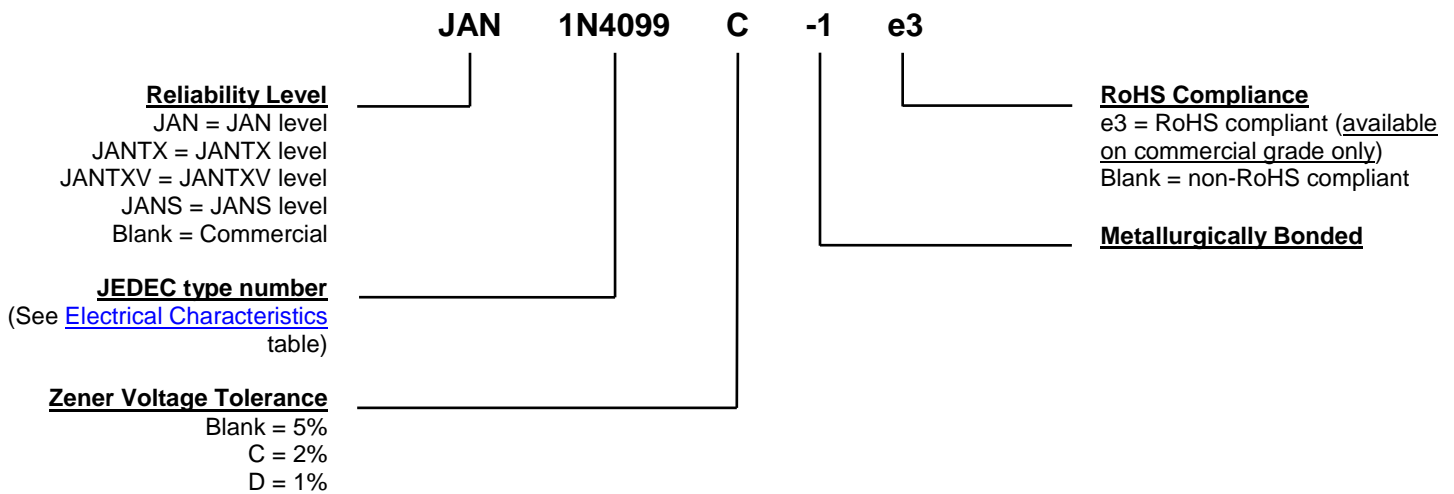 JAN 1N4099 C -1 e3
Reliability Level
JAN = JAN level
JANTX = JANTX level
JANTXV = JANTXV level
JANS = JANS level
Blank = Commercial
JEDEC type number
(See Electrical Characteristics
table)
Zener Voltage Tolerance
Blank = 5%
C = 2%
D = 1%
RoHS Compliance
e3 = RoHS compliant (available
on commercial grade only)
Blank = non-RoHS compliant
Metallurgically Bonded